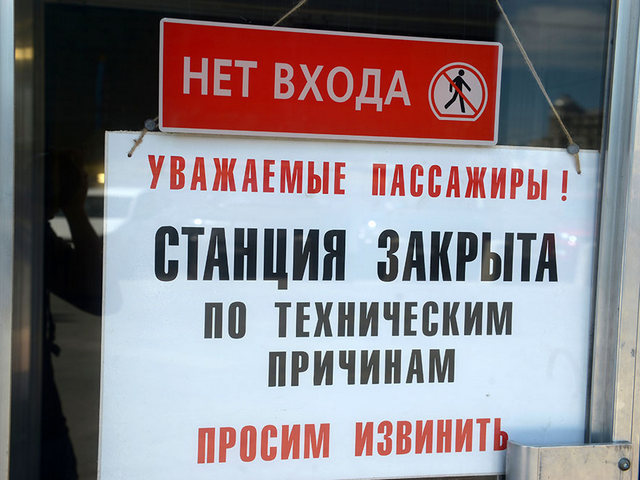 НЕТ ВХОДА
УВАЖАЕМЫЕ ПАССАЖИРЫ!
СТАНЦИЯ ЗАКРЫТА
ПО ТЕХНИЧЕСКИМ
ПРИЧИНАМ
ПРОСИМ ИЗВИНИТЬ